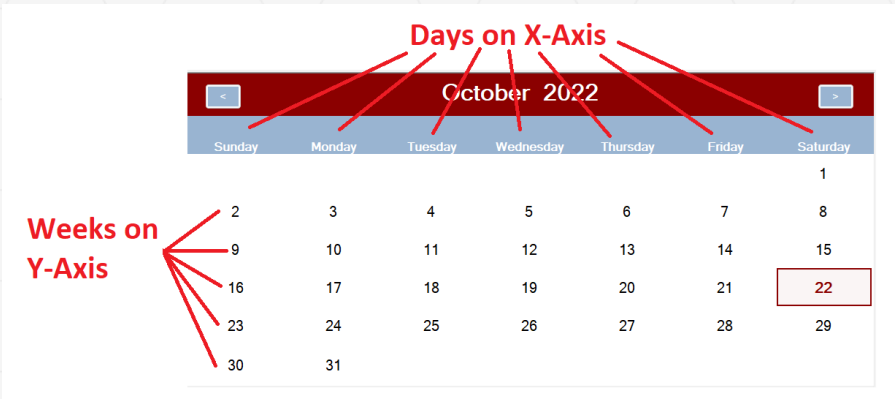 Days on X-Axis
< October 2022 >
Sunday Monday Tuesday Wednesday Thursday Friday Saturday
1
2 3 4 5 6 7 8
Weeks on
9 10 11 12 13 14 15
Y-Axis
16 17 18 19 20 21 22
23 24 25 26 27 28 29
30 31